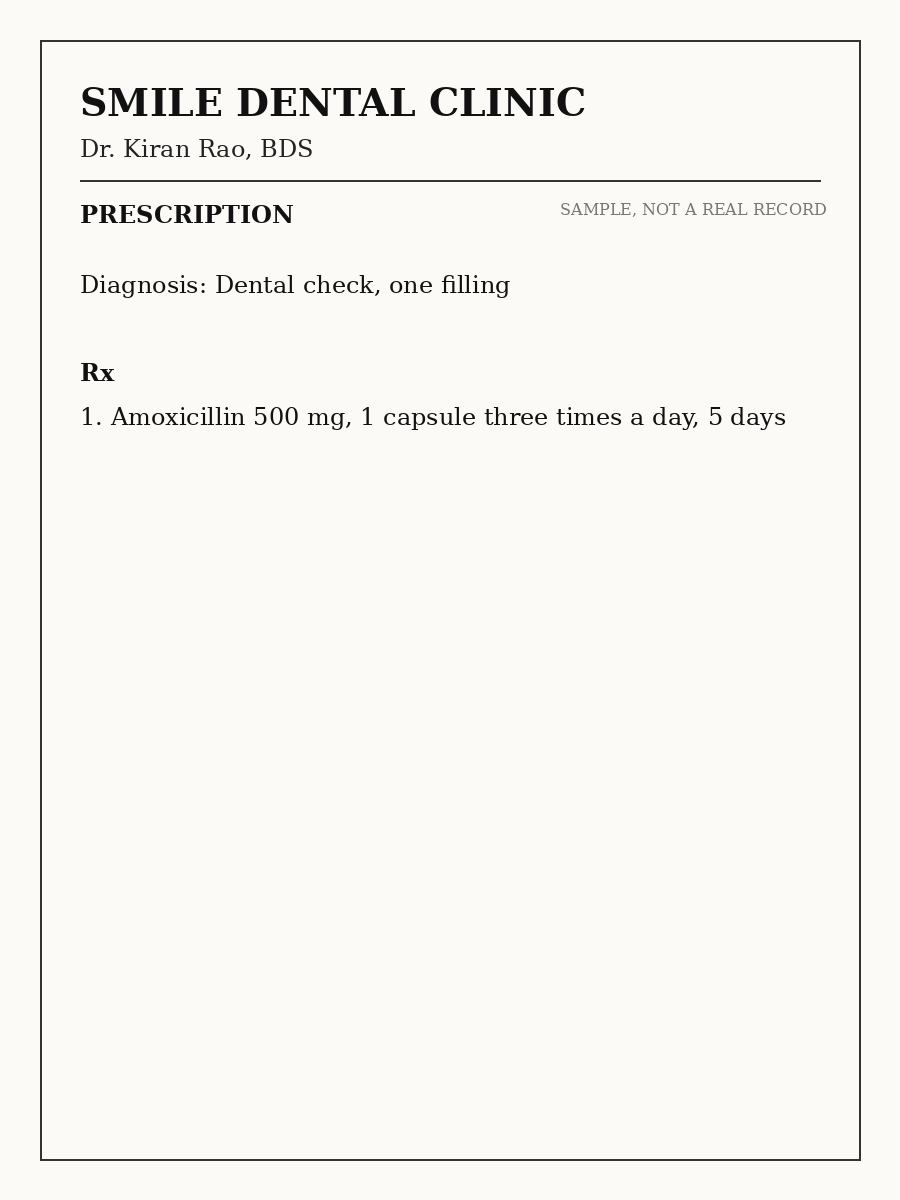 SMILE DENTAL CLINIC
Dr. Kiran Rao, BDS
PRESCRIPTION
SAMPLE, NOT A REAL RECORD
Diagnosis: Dental check, one filling
Rx
1. Amoxicillin 500 mg, 1 capsule three times a day, 5 days